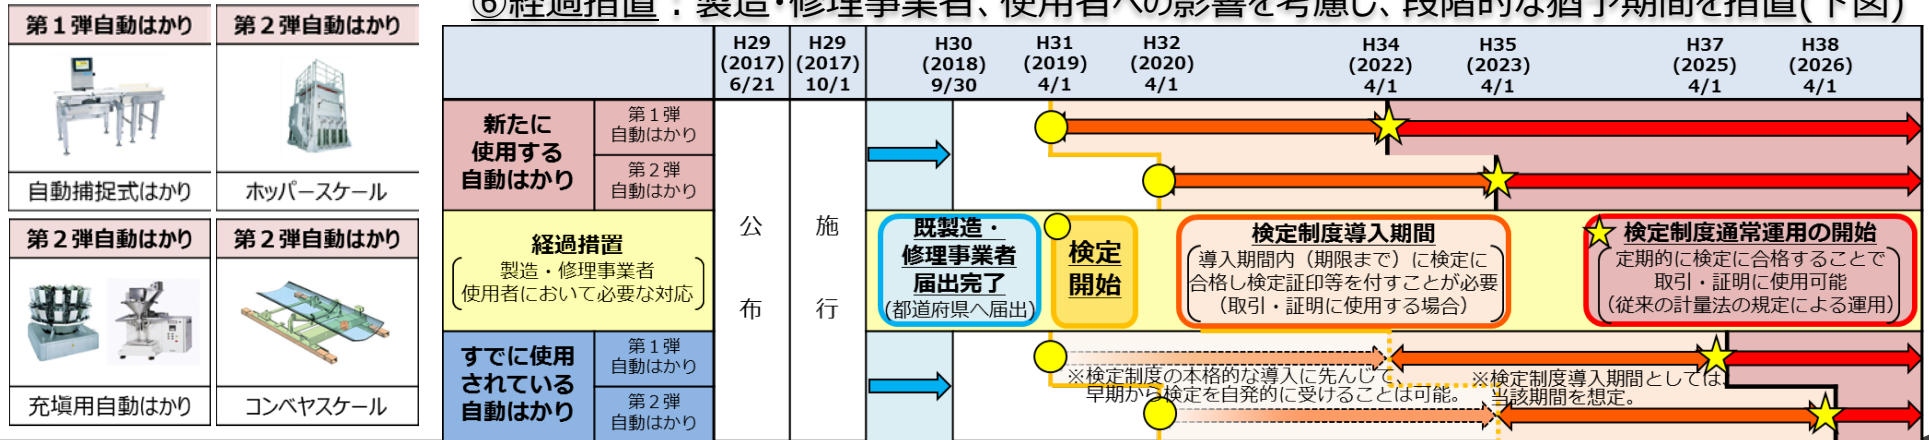 ⑥経過措置：製造・修理事業者、使用者への影響を考慮し、段階的な猶予期間を措置(下図)
第１弾自動はかり
第２弾自動はかり
自動捕捉式はかり
ホッパースケール
第２弾自動はかり
第２弾自動はかり
充塡用自動はかり
コンベヤスケール
H29
(2017)
6/21
H29
(2017)
10/1
H30
(2018)
9/30
H31
(2019)
4/1
H32
(2020)
4/1
H34
(2022)
4/1
H35
(2023)
4/1
H37
(2025)
4/1
H38
(2026)
4/1
新たに
使用する
自動はかり
第１弾
自動はかり
第２弾
自動はかり
公
布
施
行
経過措置
製造・修理事業者
使用者において必要な対応
既製造・
修理事業者
届出完了
(都道府県へ届出)
検定
開始
検定制度導入期間
導入期間内（期限まで）に検定に
合格し検定証印等を付すことが必要
（取引・証明に使用する場合）
検定制度通常運用の開始
定期的に検定に合格することで
取引・証明に使用可能
（従来の計量法の規定による運用）
すでに使用
されている
自動はかり
第１弾
自動はかり
第２弾
自動はかり
※検定制度の本格的な導入に先んじて、
早期から検定を自発的に受けることは可能。
※検定制度導入期間としては、
当該期間を想定。